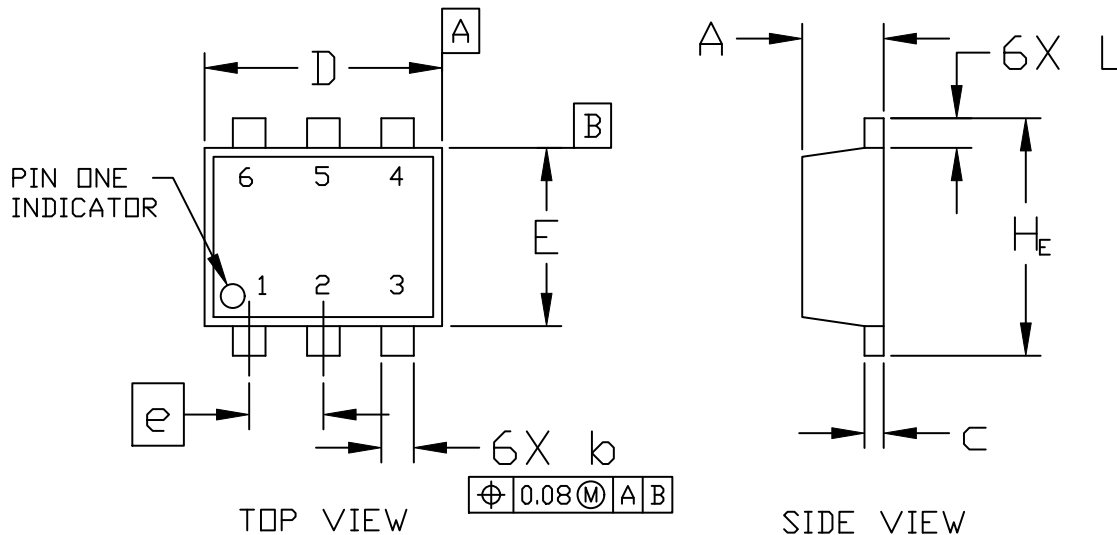 A
D
A
6X L
B
PIN ONE
INDICATOR
6 5 4
E
HE
1 2 3
e
6X b
c
⌖ 0.08 Ⓜ A B
TOP VIEW
SIDE VIEW